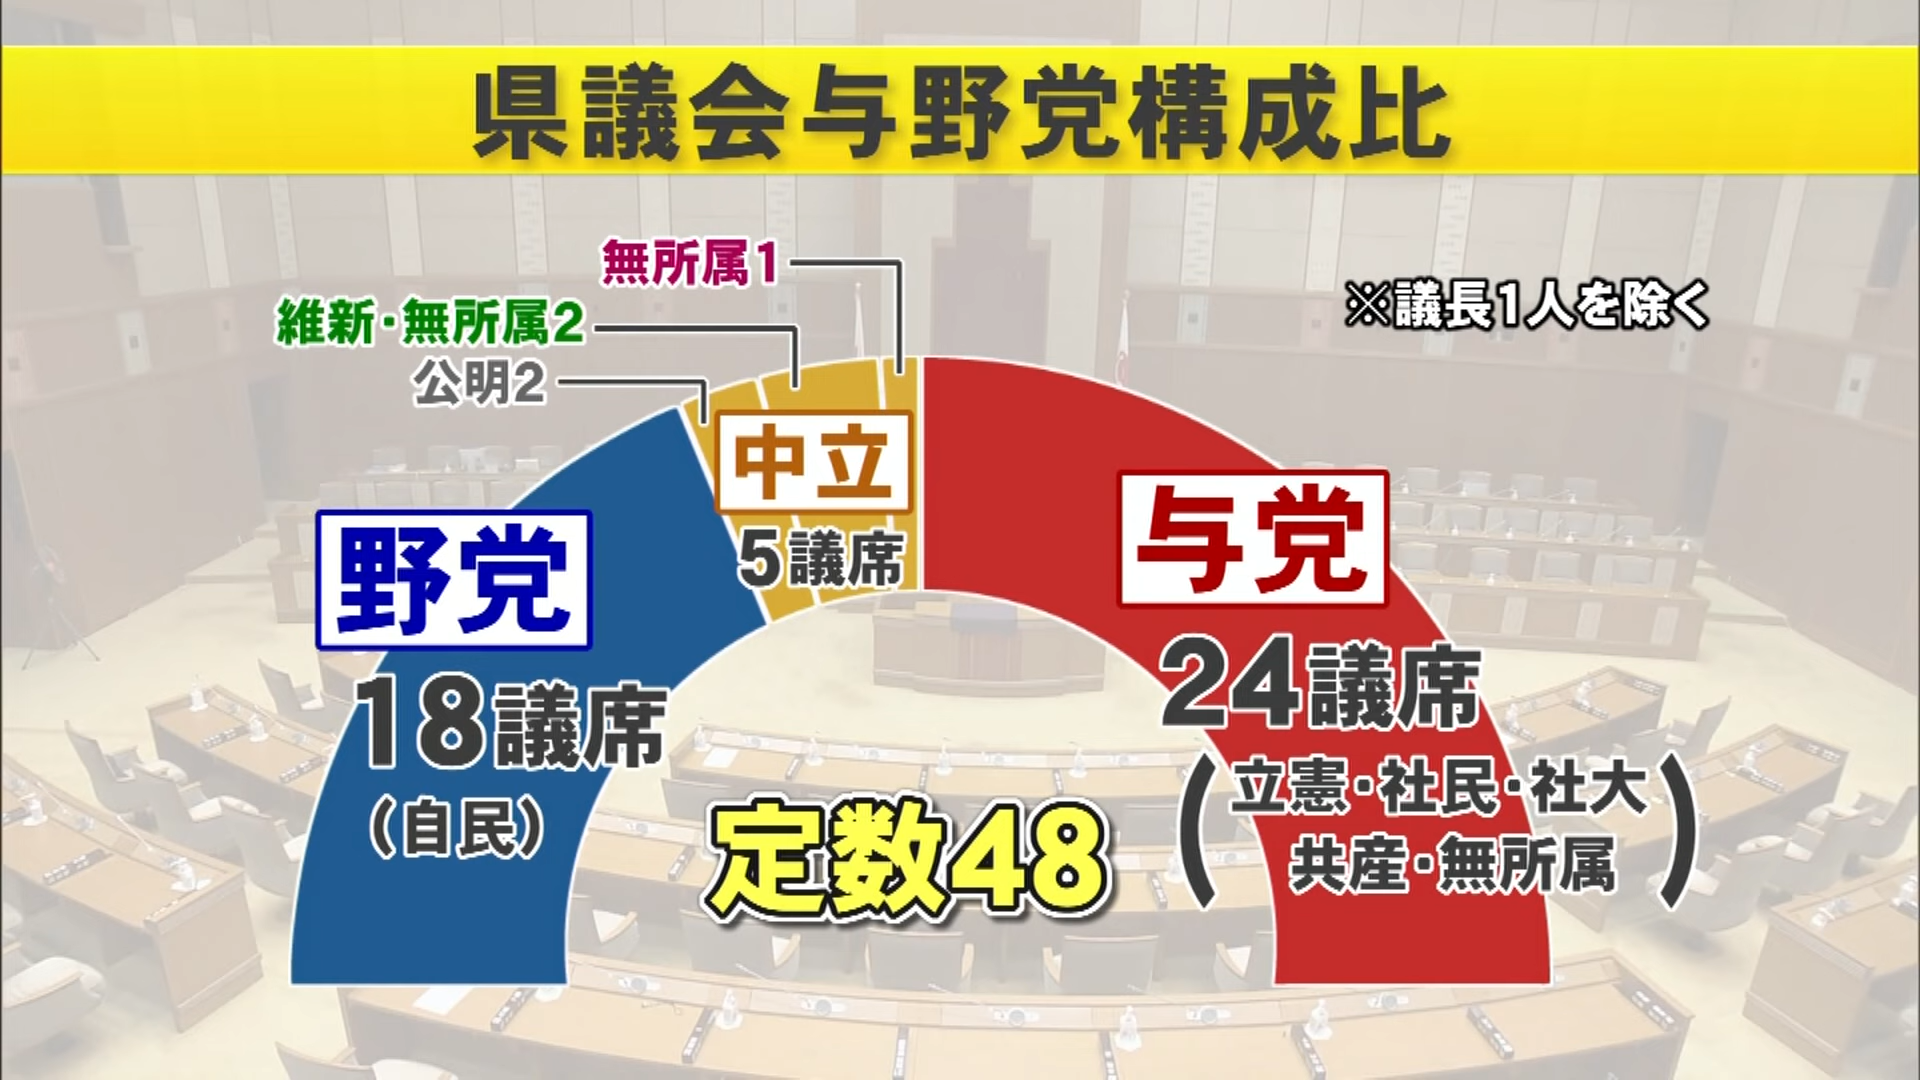 県議会与野党構成比
無所属1
※議長1人を除く
維新・無所属2
公明2
中立
5議席
野党
18議席
(自民)
与党
24議席
(立憲・社民・社大
共産・無所属)
定数48